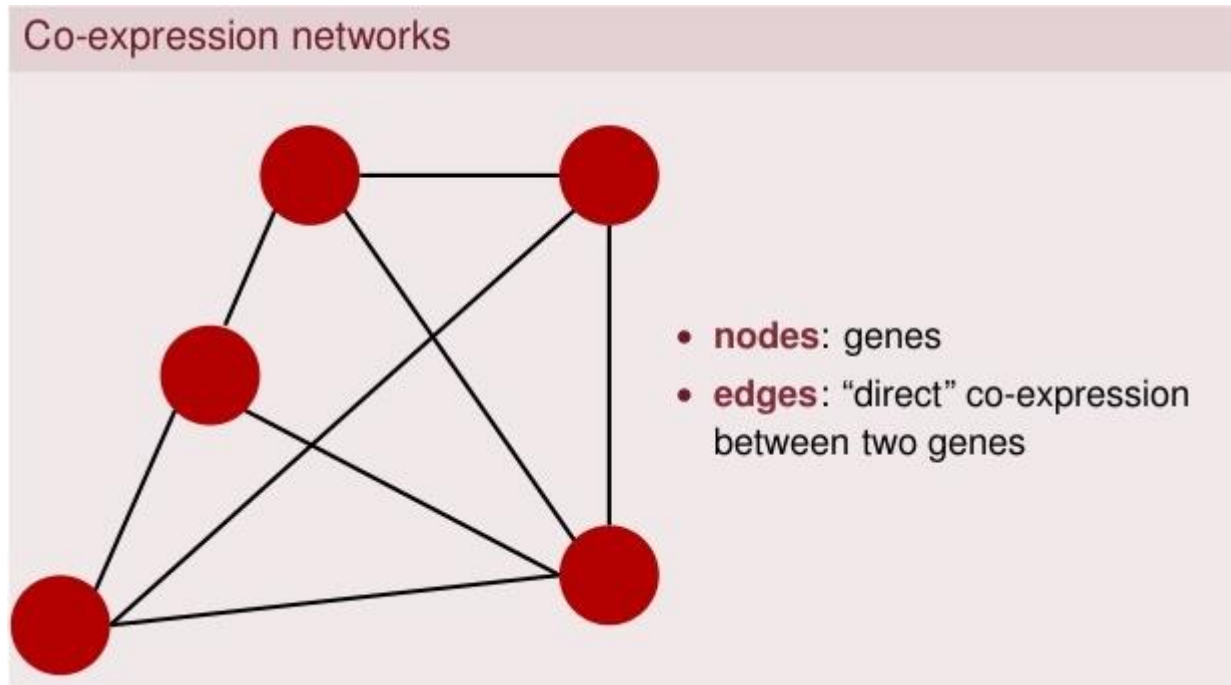 Co-expression networks
• nodes: genes
• edges: “direct” co-expression
between two genes